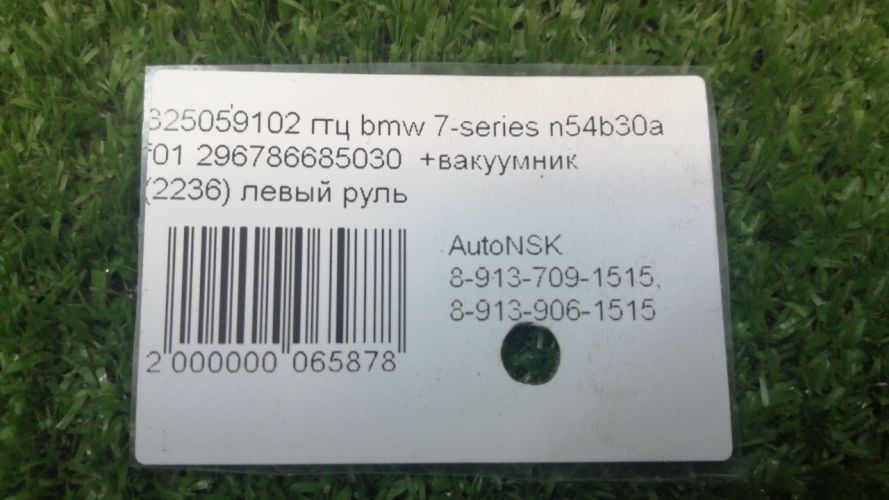 325059102 гтц bmw 7-series n54b30a
f01 296786685030 +вакуумник
(2236) левый руль
AutoNSK
8-913-709-1515,
8-913-906-1515
2 000000 065878